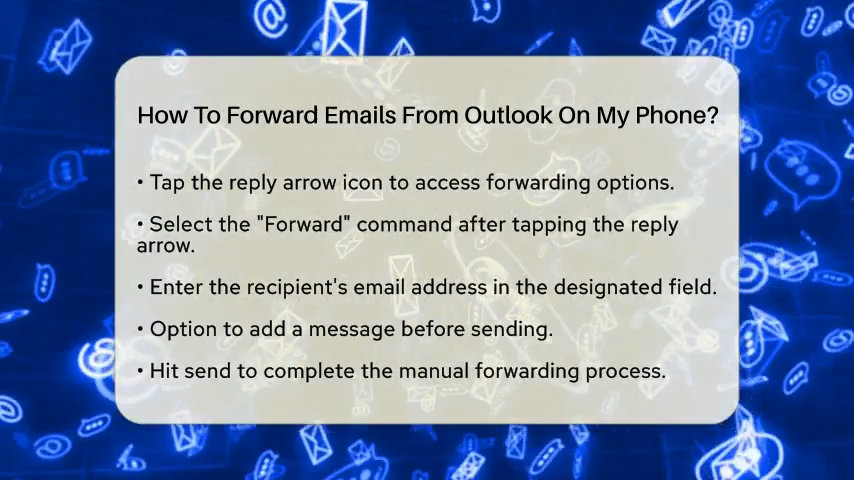 How To Forward Emails From Outlook On My Phone?
• Tap the reply arrow icon to access forwarding options.
• Select the "Forward" command after tapping the reply
arrow.
• Enter the recipient's email address in the designated field.
• Option to add a message before sending.
• Hit send to complete the manual forwarding process.